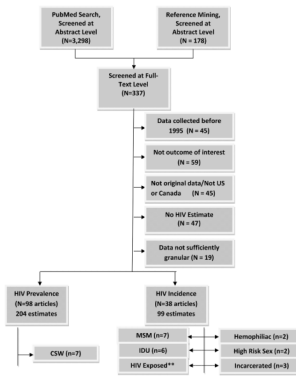 PubMed Search,
Screened at
Abstract Level
(N=3,298)
Reference Mining,
Screened at
Abstract Level
(N = 178)
Screened at Full-
Text Level
(N=337)
Data collected before
1995 (N = 45)
Not outcome of interest
(N = 59)
Not original data/Not US
or Canada (N = 45)
No HIV Estimate
(N = 47)
Data not sufficiently
granular (N = 19)
HIV Prevalence
(N=98 articles)
204 estimates
HIV Incidence
(N=38 articles)
99 estimates
CSW (n=7)
MSM (n=7)
Hemophiliac (n=2)
IDU (n=6)
High Risk Sex (n=2)
HIV Exposed**
Incarcerated (n=3)